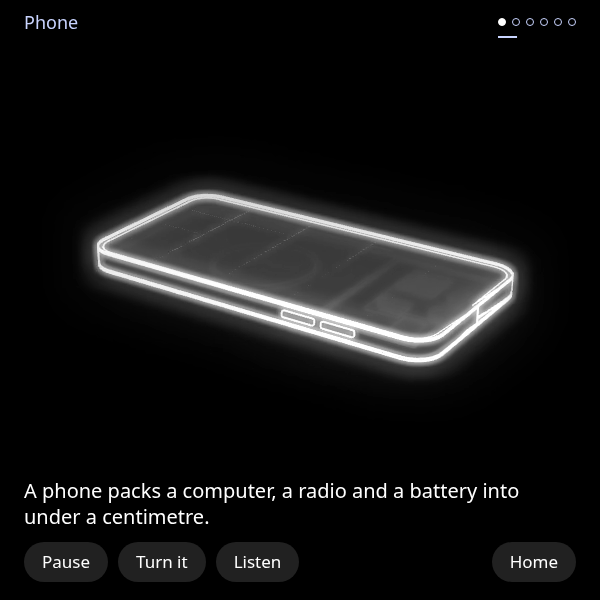 Phone
A phone packs a computer, a radio and a battery into
under a centimetre.
Pause Turn it Listen Home